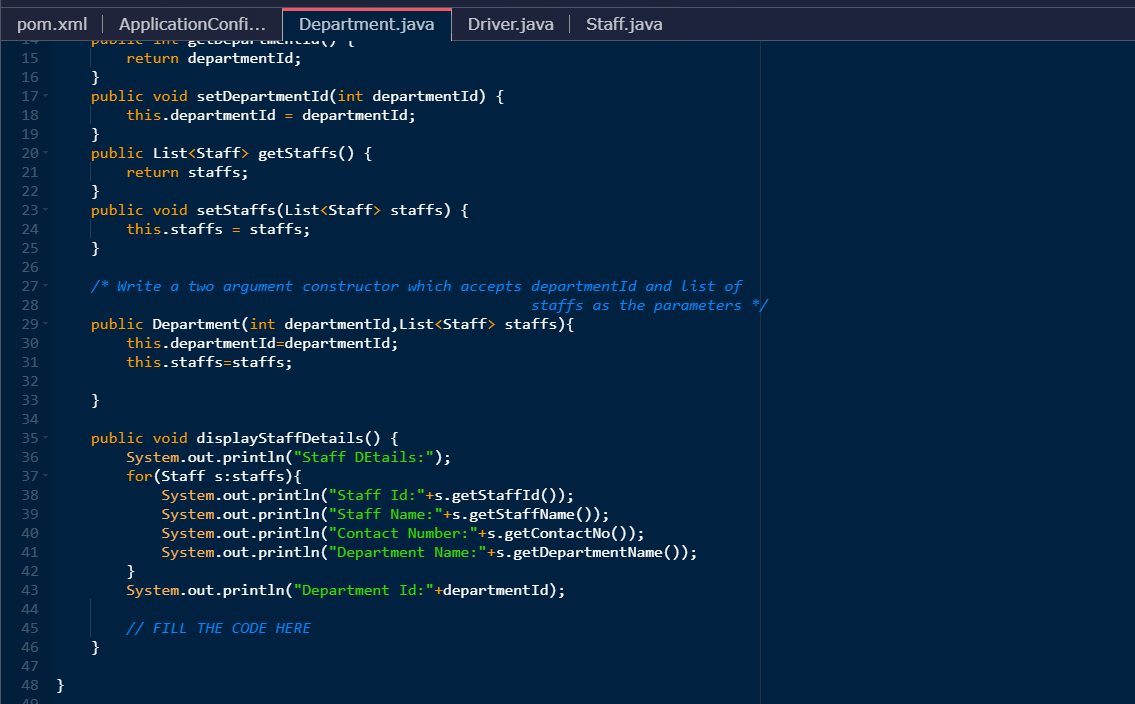 pom.xml ApplicationConfi... Department.java Driver.java Staff.java
14 public int getDepartmentId() {
15 return departmentId;
16 }
17 public void setDepartmentId(int departmentId) {
18 this.departmentId = departmentId;
19 }
20 public List<Staff> getStaffs() {
21 return staffs;
22 }
23 public void setStaffs(List<Staff> staffs) {
24 this.staffs = staffs;
25 }
26
27 /* Write a two argument constructor which accepts departmentId and list of
28 staffs as the parameters */
29 public Department(int departmentId,List<Staff> staffs){
30 this.departmentId=departmentId;
31 this.staffs=staffs;
32
33 }
34
35 public void displayStaffDetails() {
36 System.out.println("Staff DEtails:");
37 for(Staff s:staffs){
38 System.out.println("Staff Id:"+s.getStaffId());
39 System.out.println("Staff Name:"+s.getStaffName());
40 System.out.println("Contact Number:"+s.getContactNo());
41 System.out.println("Department Name:"+s.getDepartmentName());
42 }
43 System.out.println("Department Id:"+departmentId);
44
45 // FILL THE CODE HERE
46 }
47
48 }
49